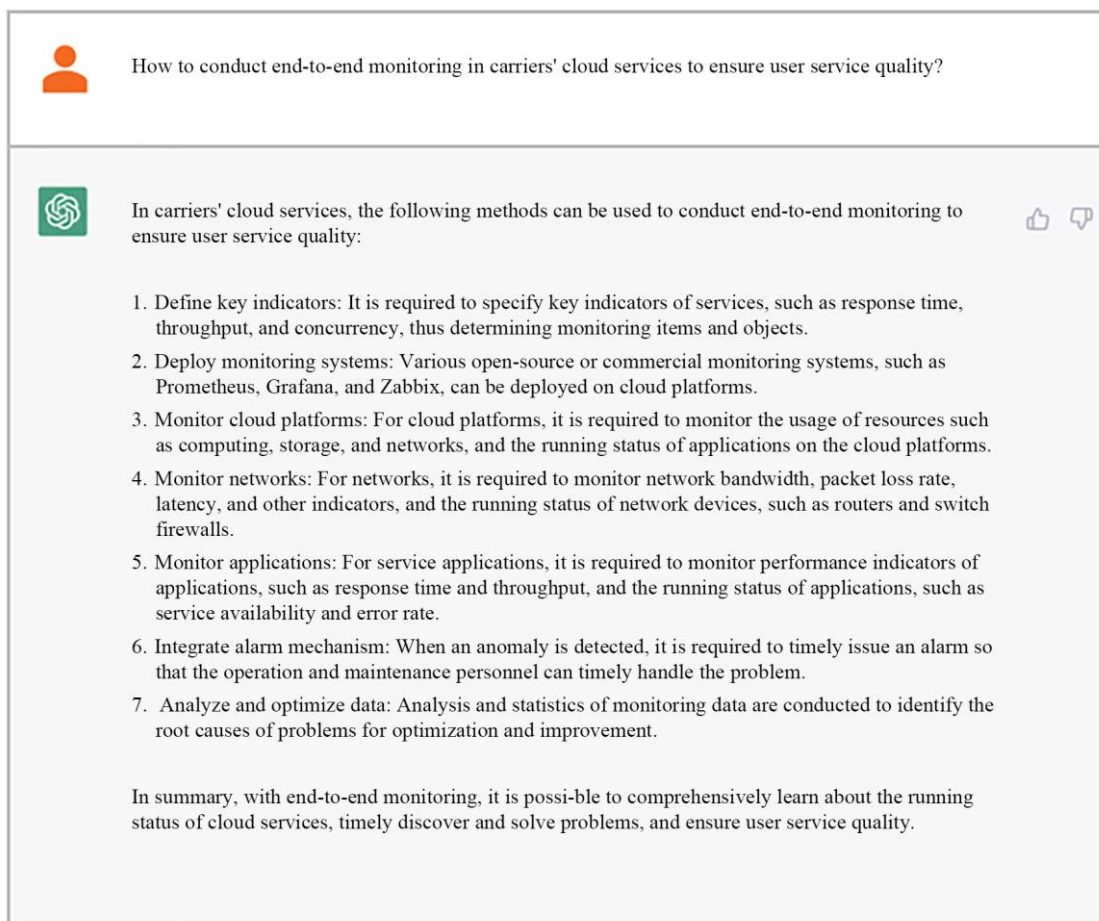 How to conduct end-to-end monitoring in carriers' cloud services to ensure user service quality?
In carriers' cloud services, the following methods can be used to conduct end-to-end monitoring to
ensure user service quality:
1. Define key indicators: It is required to specify key indicators of services, such as response time,
throughput, and concurrency, thus determining monitoring items and objects.
2. Deploy monitoring systems: Various open-source or commercial monitoring systems, such as
Prometheus, Grafana, and Zabbix, can be deployed on cloud platforms.
3. Monitor cloud platforms: For cloud platforms, it is required to monitor the usage of resources such
as computing, storage, and networks, and the running status of applications on the cloud platforms.
4. Monitor networks: For networks, it is required to monitor network bandwidth, packet loss rate,
latency, and other indicators, and the running status of network devices, such as routers and switch
firewalls.
5. Monitor applications: For service applications, it is required to monitor performance indicators of
applications, such as response time and throughput, and the running status of applications, such as
service availability and error rate.
6. Integrate alarm mechanism: When an anomaly is detected, it is required to timely issue an alarm so
that the operation and maintenance personnel can timely handle the problem.
7. Analyze and optimize data: Analysis and statistics of monitoring data are conducted to identify the
root causes of problems for optimization and improvement.
In summary, with end-to-end monitoring, it is possi-ble to comprehensively learn about the running
status of cloud services, timely discover and solve problems, and ensure user service quality.